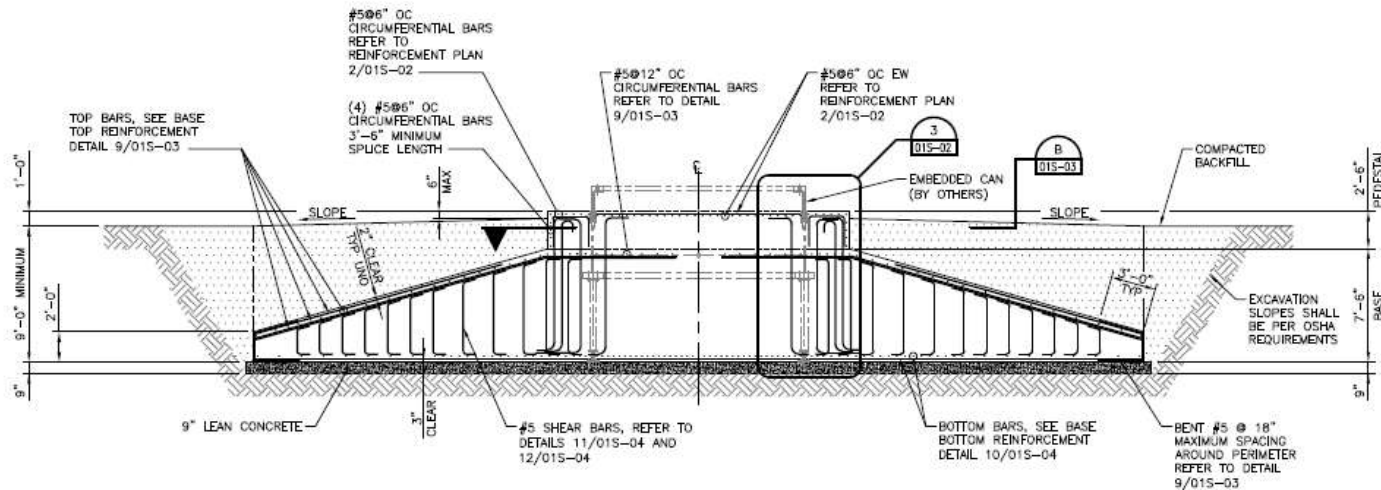 #5@6" OC
CIRCUMFERENTIAL BARS
REFER TO
REINFORCEMENT PLAN
2/01S-02
(4) #5@6" OC
CIRCUMFERENTIAL BARS
3'-6" MINIMUM
SPLICE LENGTH
#5@12" OC
CIRCUMFERENTIAL BARS
REFER TO DETAIL
9/01S-03
#5@6" OC EW
REFER TO
REINFORCEMENT PLAN
2/01S-02
TOP BARS, SEE BASE
TOP REINFORCEMENT
DETAIL 9/01S-03
3
01S-02
B
01S-03
COMPACTED
BACKFILL
EMBEDDED CAN
(BY OTHERS)
1'-0"
6"
MAX
SLOPE
SLOPE
2'-6"
PEDESTAL
2" CLEAR
TYP UNO
9'-0" MINIMUM
2'-0"
9"
TYP
7'-6"
BASE
9"
EXCAVATION
SLOPES SHALL
BE PER OSHA
REQUIREMENTS
9" LEAN CONCRETE
3"
CLEAR
#5 SHEAR BARS, REFER TO
DETAILS 11/01S-04 AND
12/01S-04
BOTTOM BARS, SEE BASE
BOTTOM REINFORCEMENT
DETAIL 10/01S-04
BENT #5 @ 18"
MAXIMUM SPACING
AROUND PERIMETER
REFER TO DETAIL
9/01S-03